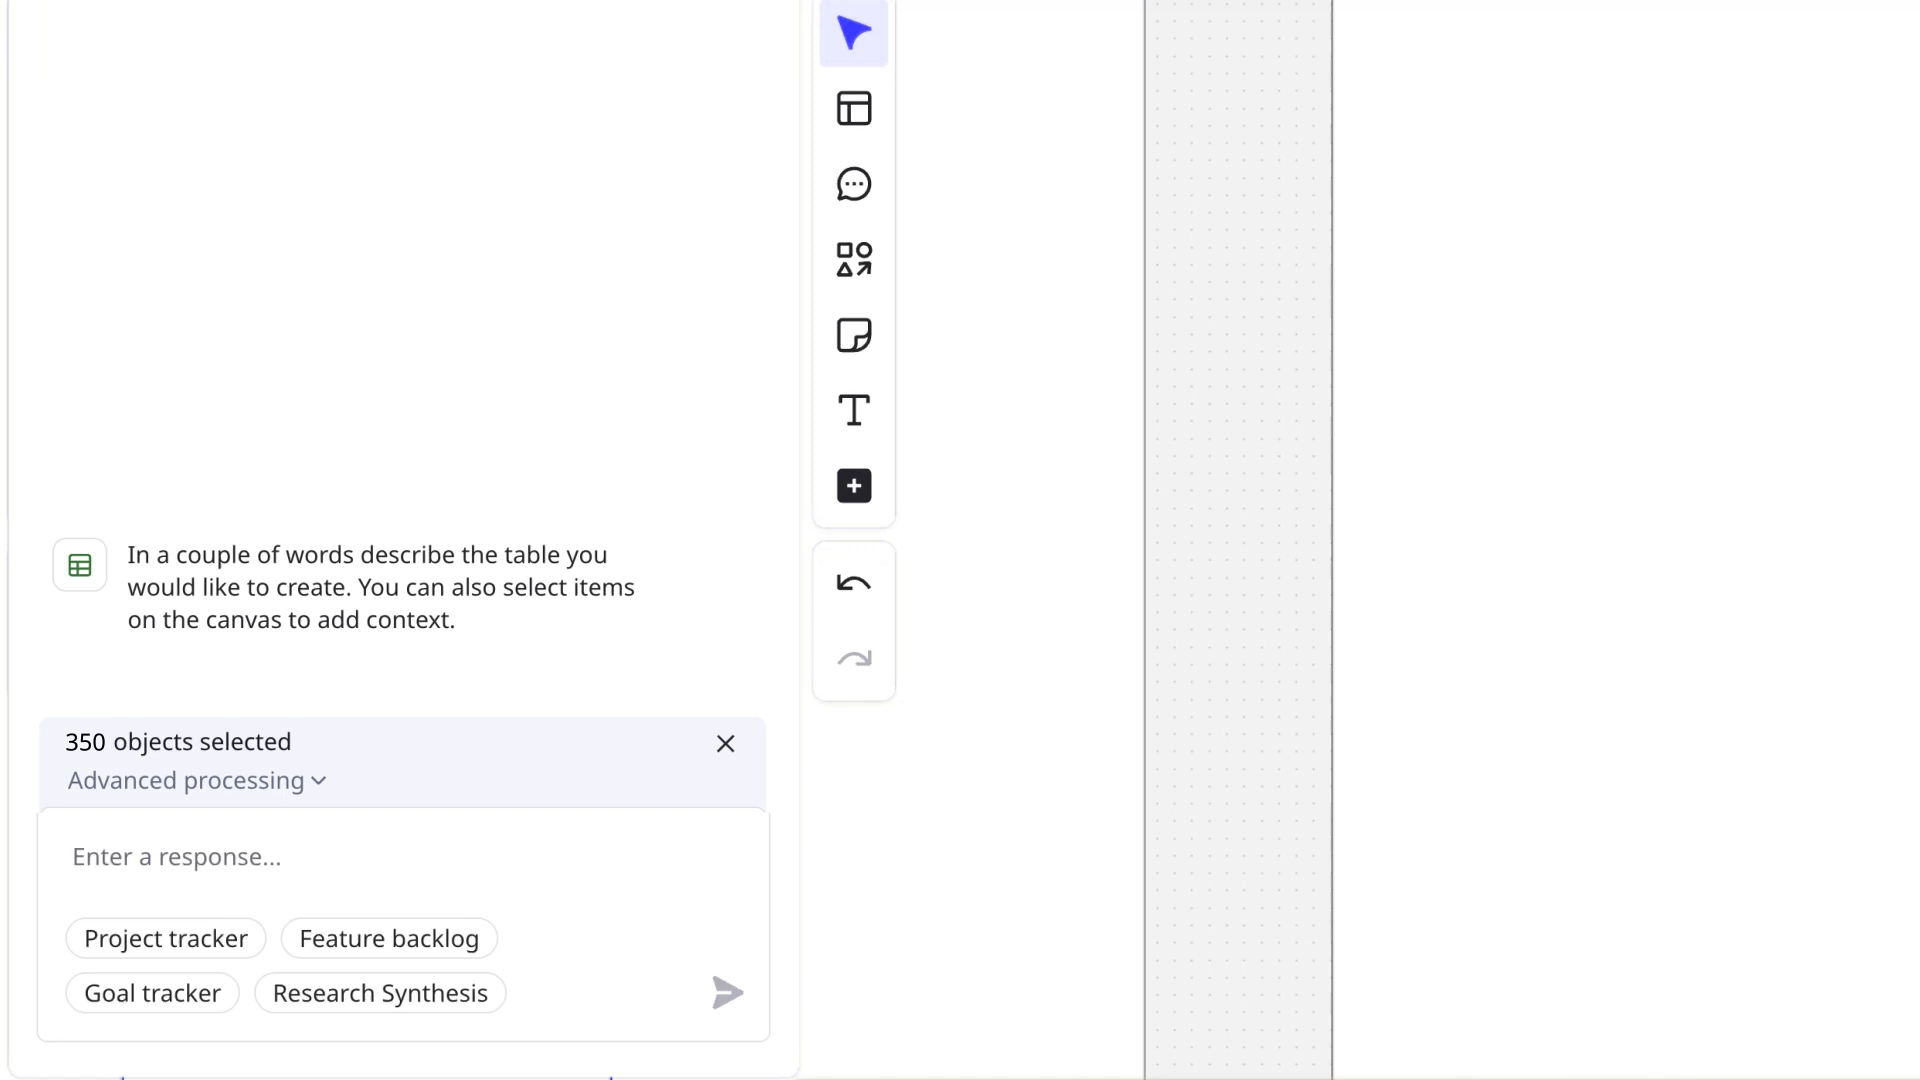 In a couple of words describe the table you
would like to create. You can also select items
on the canvas to add context.
350 objects selected
Advanced processing
Enter a response...
Project tracker
Feature backlog
Goal tracker
Research Synthesis